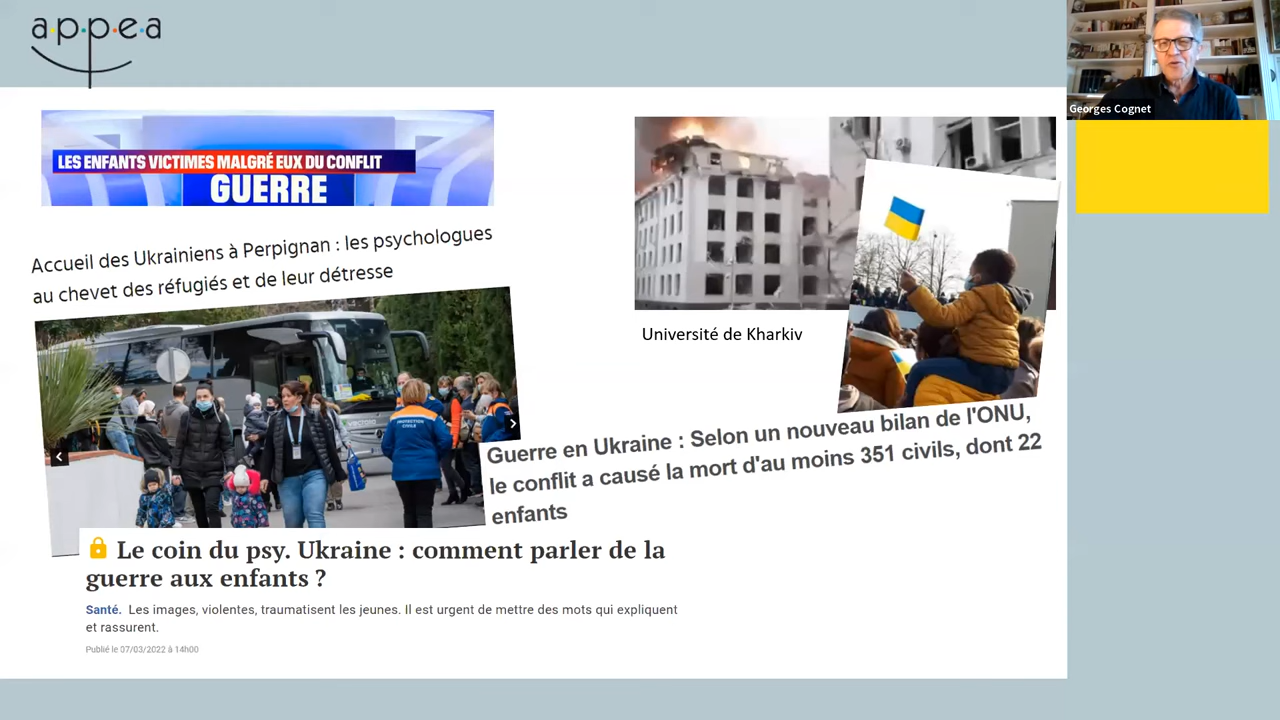 a·p·p·e·a
Georges Cognet
LES ENFANTS VICTIMES MALGRÉ EUX DU CONFLIT
GUERRE
Accueil des Ukrainiens à Perpignan : les psychologues
au chevet des réfugiés et de leur détresse
Université de Kharkiv
PROTECTION
CIVILE
Guerre en Ukraine : Selon un nouveau bilan de l'ONU,
le conflit a causé la mort d'au moins 351 civils, dont 22
enfants
Le coin du psy. Ukraine : comment parler de la
guerre aux enfants ?
Santé. Les images, violentes, traumatisent les jeunes. Il est urgent de mettre des mots qui expliquent
et rassurent.
Publié le 07/03/2022 à 14h00